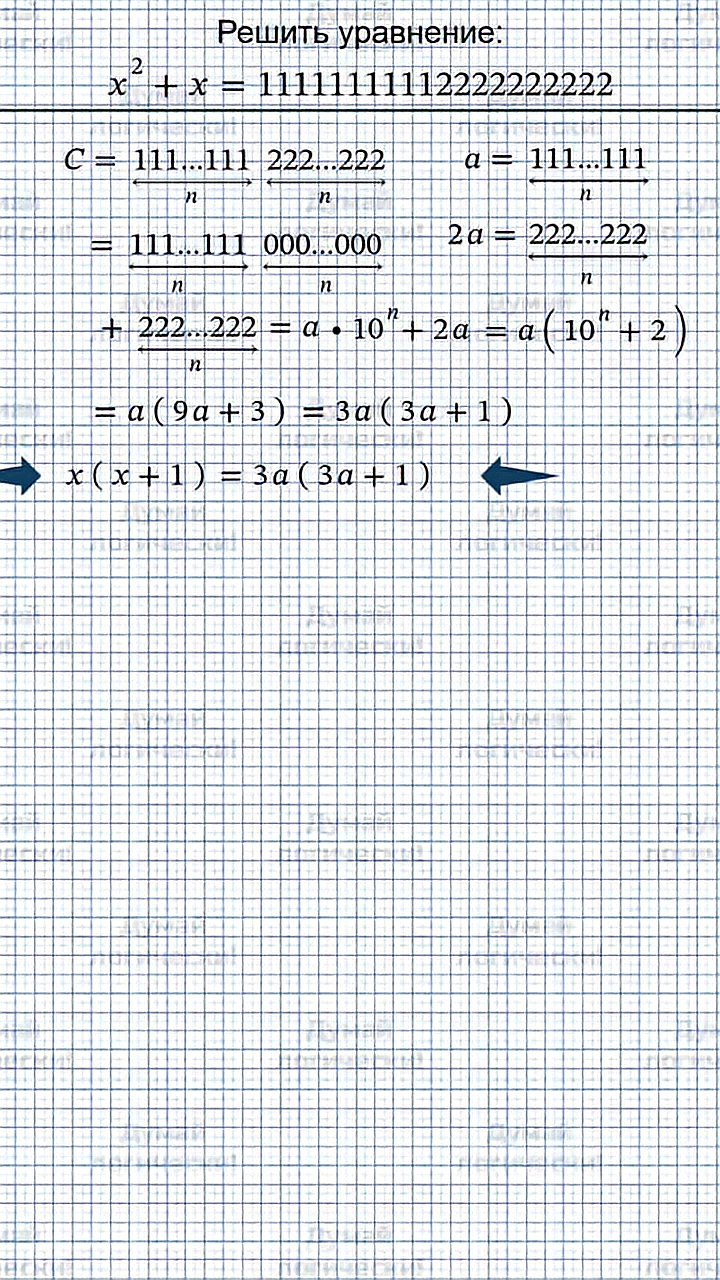 Решить уравнение:
x² + x = 11111111112222222222
C = 111...111 222...222 a = 111...111
n n n
= 111...111 000...000 2a = 222...222
n n n
+ 222...222 = a • 10ⁿ + 2a = a ( 10ⁿ + 2 )
n
= a ( 9a + 3 ) = 3a ( 3a + 1 )
x ( x + 1 ) = 3a ( 3a + 1 )